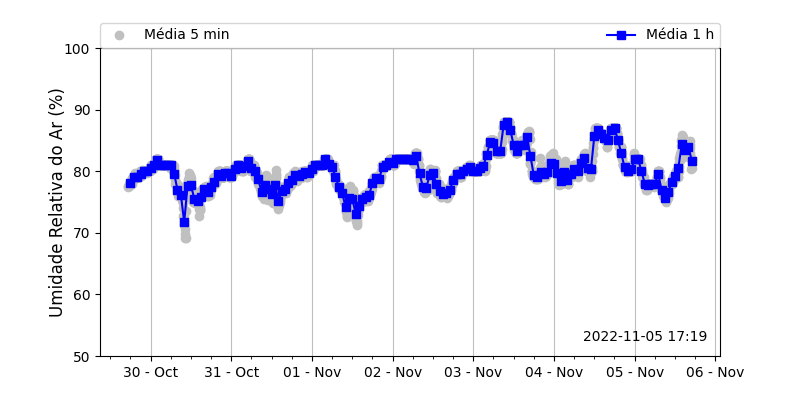 Média 5 min
Média 1 h
Umidade Relativa do Ar (%)
100
90
80
70
60
50
2022-11-05 17:19
30 - Oct
31 - Oct
01 - Nov
02 - Nov
03 - Nov
04 - Nov
05 - Nov
06 - Nov